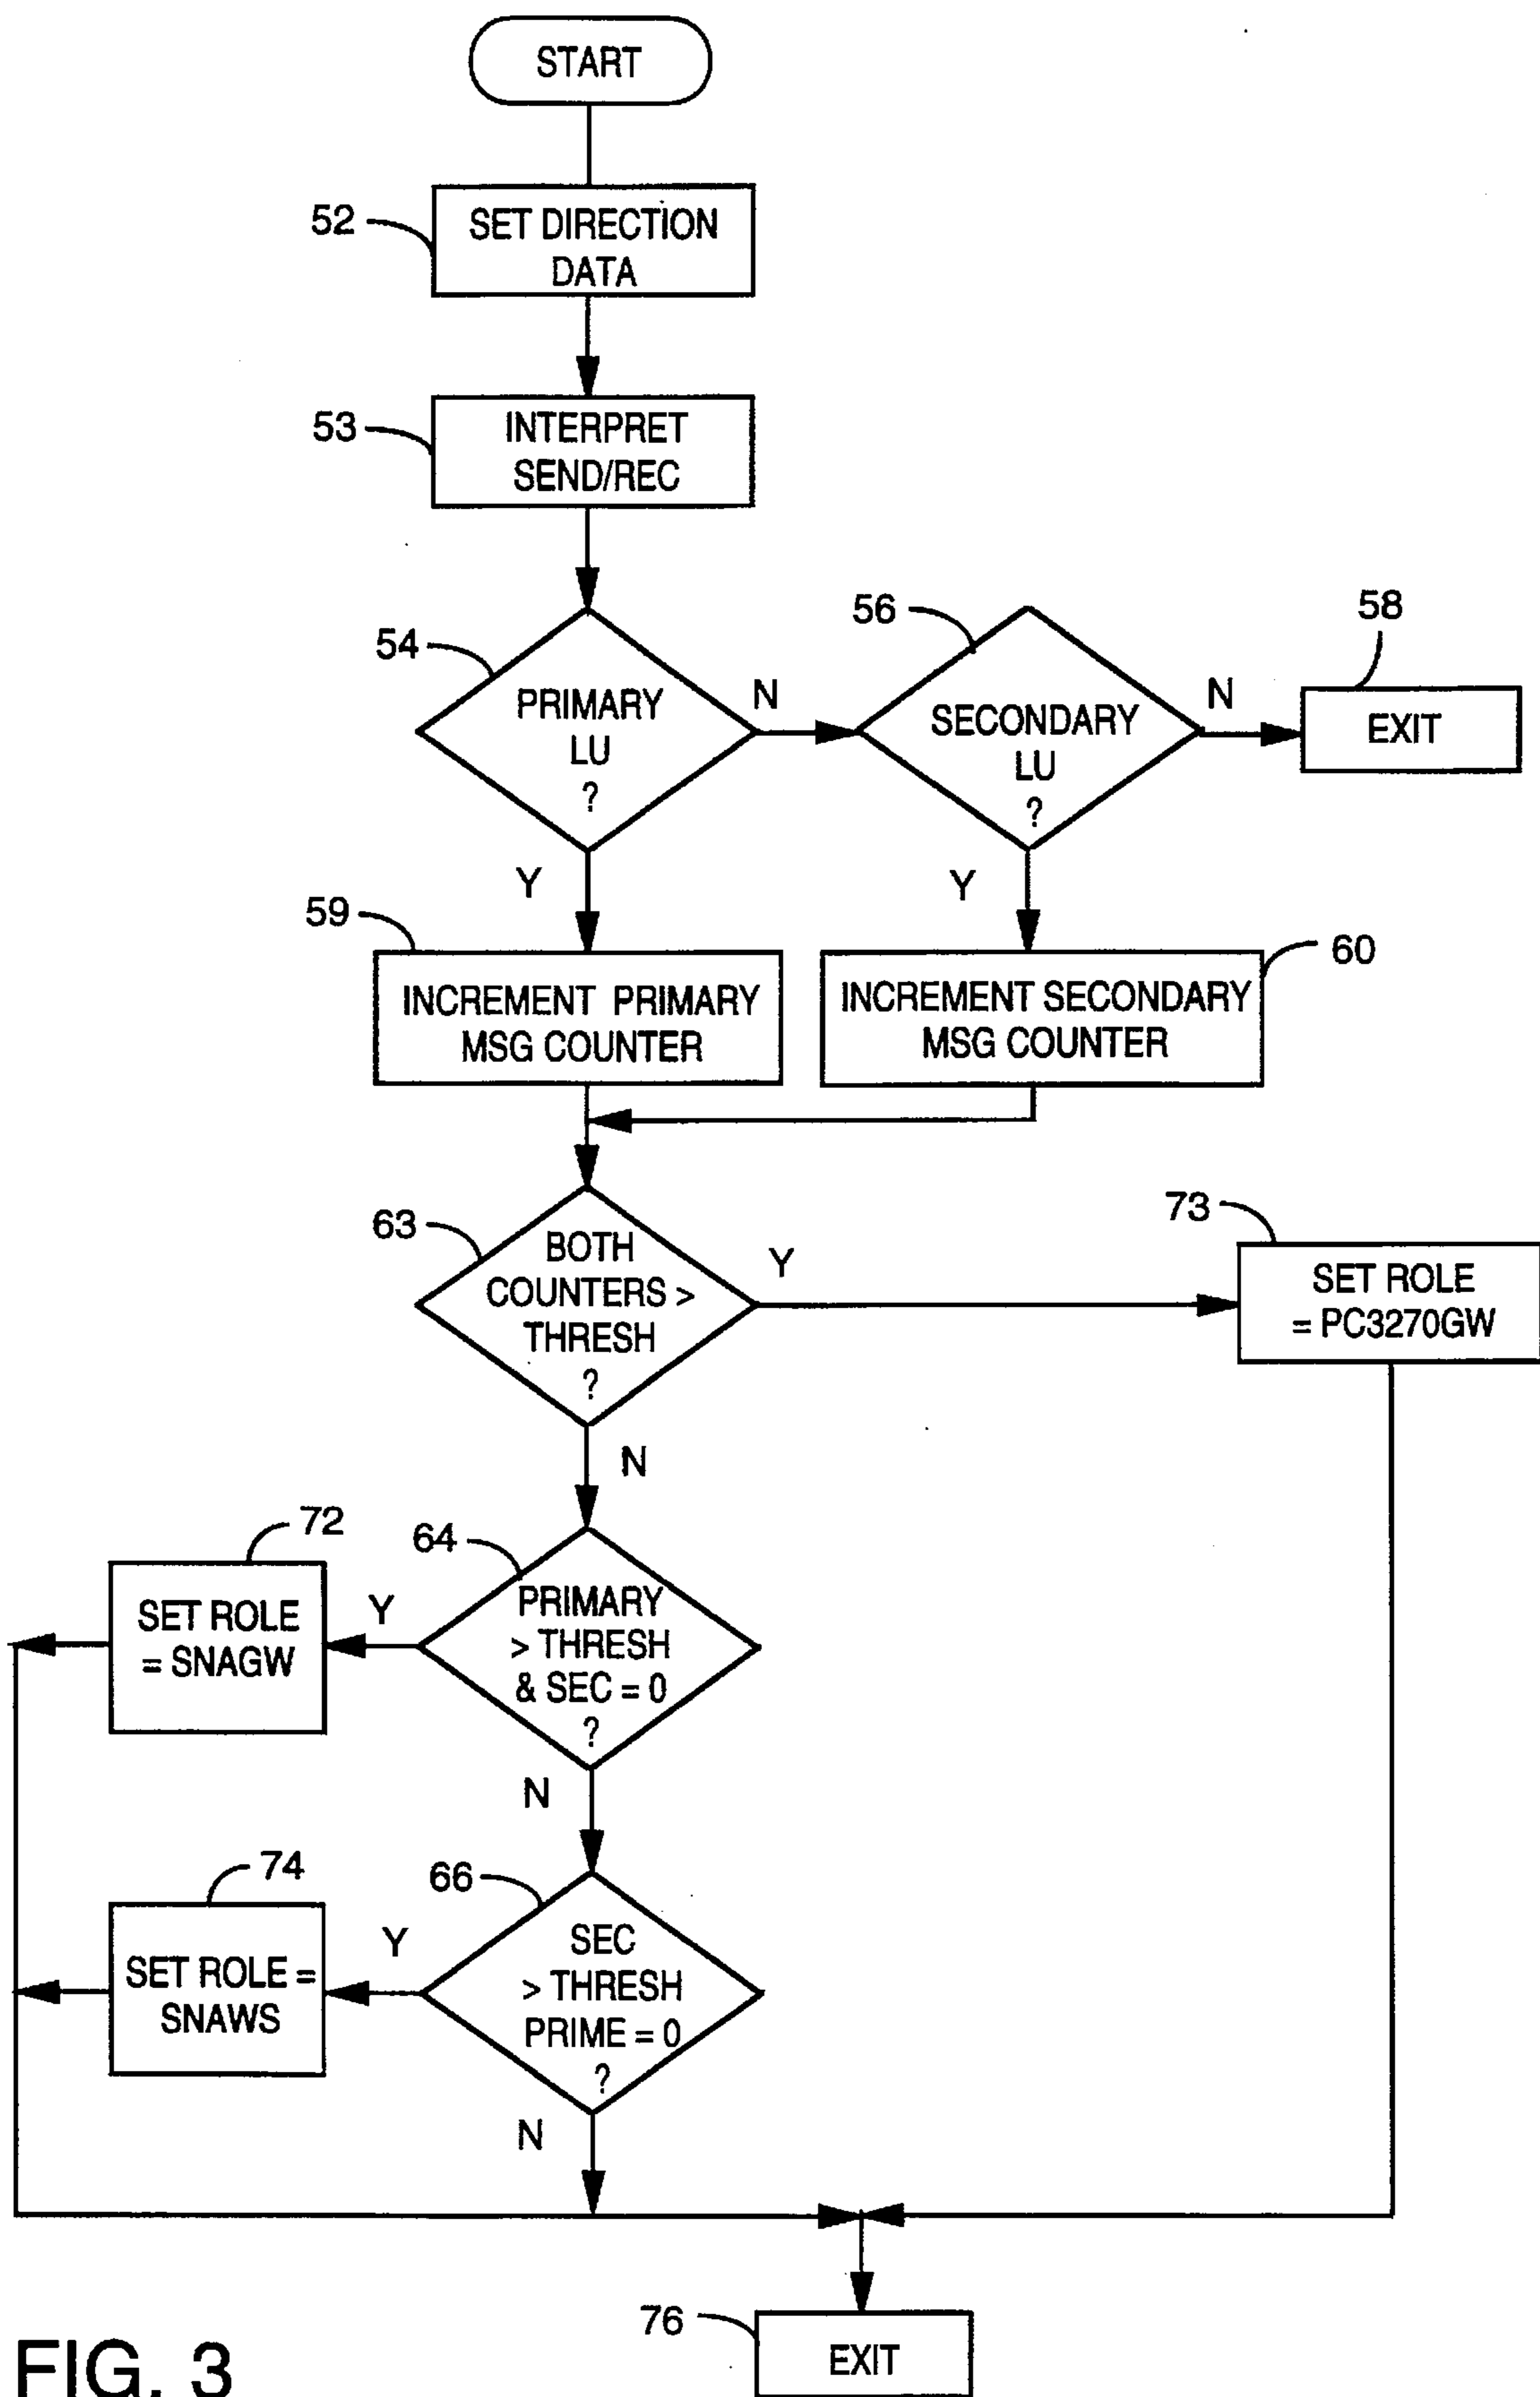 START
52
SET DIRECTION
DATA
53
INTERPRET
SEND/REC
54
PRIMARY
LU
?
N
56
SECONDARY
LU
?
N
58
EXIT
Y
Y
59
INCREMENT PRIMARY
MSG COUNTER
60
INCREMENT SECONDARY
MSG COUNTER
63
BOTH
COUNTERS >
THRESH
?
Y
73
SET ROLE
= PC3270GW
N
72
SET ROLE
= SNAGW
Y
64
PRIMARY
> THRESH
& SEC = 0
?
N
74
SET ROLE =
SNAWS
Y
66
SEC
> THRESH
PRIME = 0
?
N
76
EXIT
FIG. 3